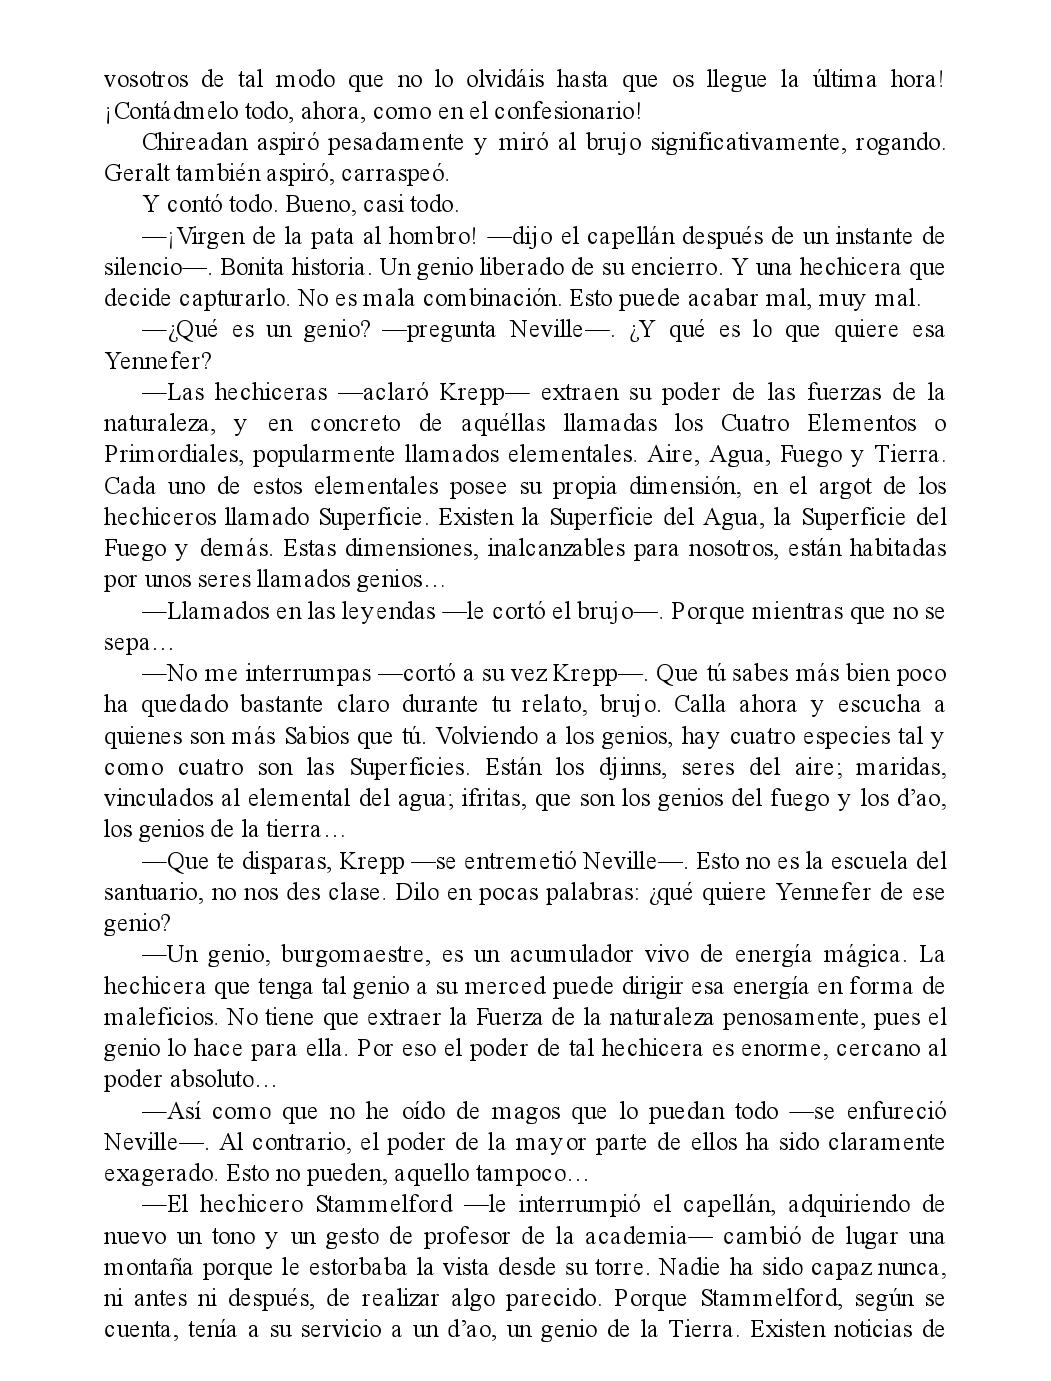 vosotros de tal modo que no lo olvidáis hasta que os llegue la última hora!
¡Contádmelo todo, ahora, como en el confesionario!
Chireadan aspiró pesadamente y miró al brujo significativamente, rogando.
Geralt también aspiró, carraspeó.
Y contó todo. Bueno, casi todo.
—¡Virgen de la pata al hombro! —dijo el capellán después de un instante de
silencio—. Bonita historia. Un genio liberado de su encierro. Y una hechicera que
decide capturarlo. No es mala combinación. Esto puede acabar mal, muy mal.
—¿Qué es un genio? —pregunta Neville—. ¿Y qué es lo que quiere esa
Yennefer?
—Las hechiceras —aclaró Krepp— extraen su poder de las fuerzas de la
naturaleza, y en concreto de aquéllas llamadas los Cuatro Elementos o
Primordiales, popularmente llamados elementales. Aire, Agua, Fuego y Tierra.
Cada uno de estos elementales posee su propia dimensión, en el argot de los
hechiceros llamado Superficie. Existen la Superficie del Agua, la Superficie del
Fuego y demás. Estas dimensiones, inalcanzables para nosotros, están habitadas
por unos seres llamados genios…
—Llamados en las leyendas —le cortó el brujo—. Porque mientras que no se
sepa…
—No me interrumpas —cortó a su vez Krepp—. Que tú sabes más bien poco
ha quedado bastante claro durante tu relato, brujo. Calla ahora y escucha a
quienes son más Sabios que tú. Volviendo a los genios, hay cuatro especies tal y
como cuatro son las Superficies. Están los djinns, seres del aire; maridas,
vinculados al elemental del agua; ifritas, que son los genios del fuego y los d’ao,
los genios de la tierra…
—Que te disparas, Krepp —se entremetió Neville—. Esto no es la escuela del
santuario, no nos des clase. Dilo en pocas palabras: ¿qué quiere Yennefer de ese
genio?
—Un genio, burgomaestre, es un acumulador vivo de energía mágica. La
hechicera que tenga tal genio a su merced puede dirigir esa energía en forma de
maleficios. No tiene que extraer la Fuerza de la naturaleza penosamente, pues el
genio lo hace para ella. Por eso el poder de tal hechicera es enorme, cercano al
poder absoluto…
—Así como que no he oído de magos que lo puedan todo —se enfureció
Neville—. Al contrario, el poder de la mayor parte de ellos ha sido claramente
exagerado. Esto no pueden, aquello tampoco…
—El hechicero Stammelford —le interrumpió el capellán, adquiriendo de
nuevo un tono y un gesto de profesor de la academia— cambió de lugar una
montaña porque le estorbaba la vista desde su torre. Nadie ha sido capaz nunca,
ni antes ni después, de realizar algo parecido. Porque Stammelford, según se
cuenta, tenía a su servicio a un d’ao, un genio de la Tierra. Existen noticias de